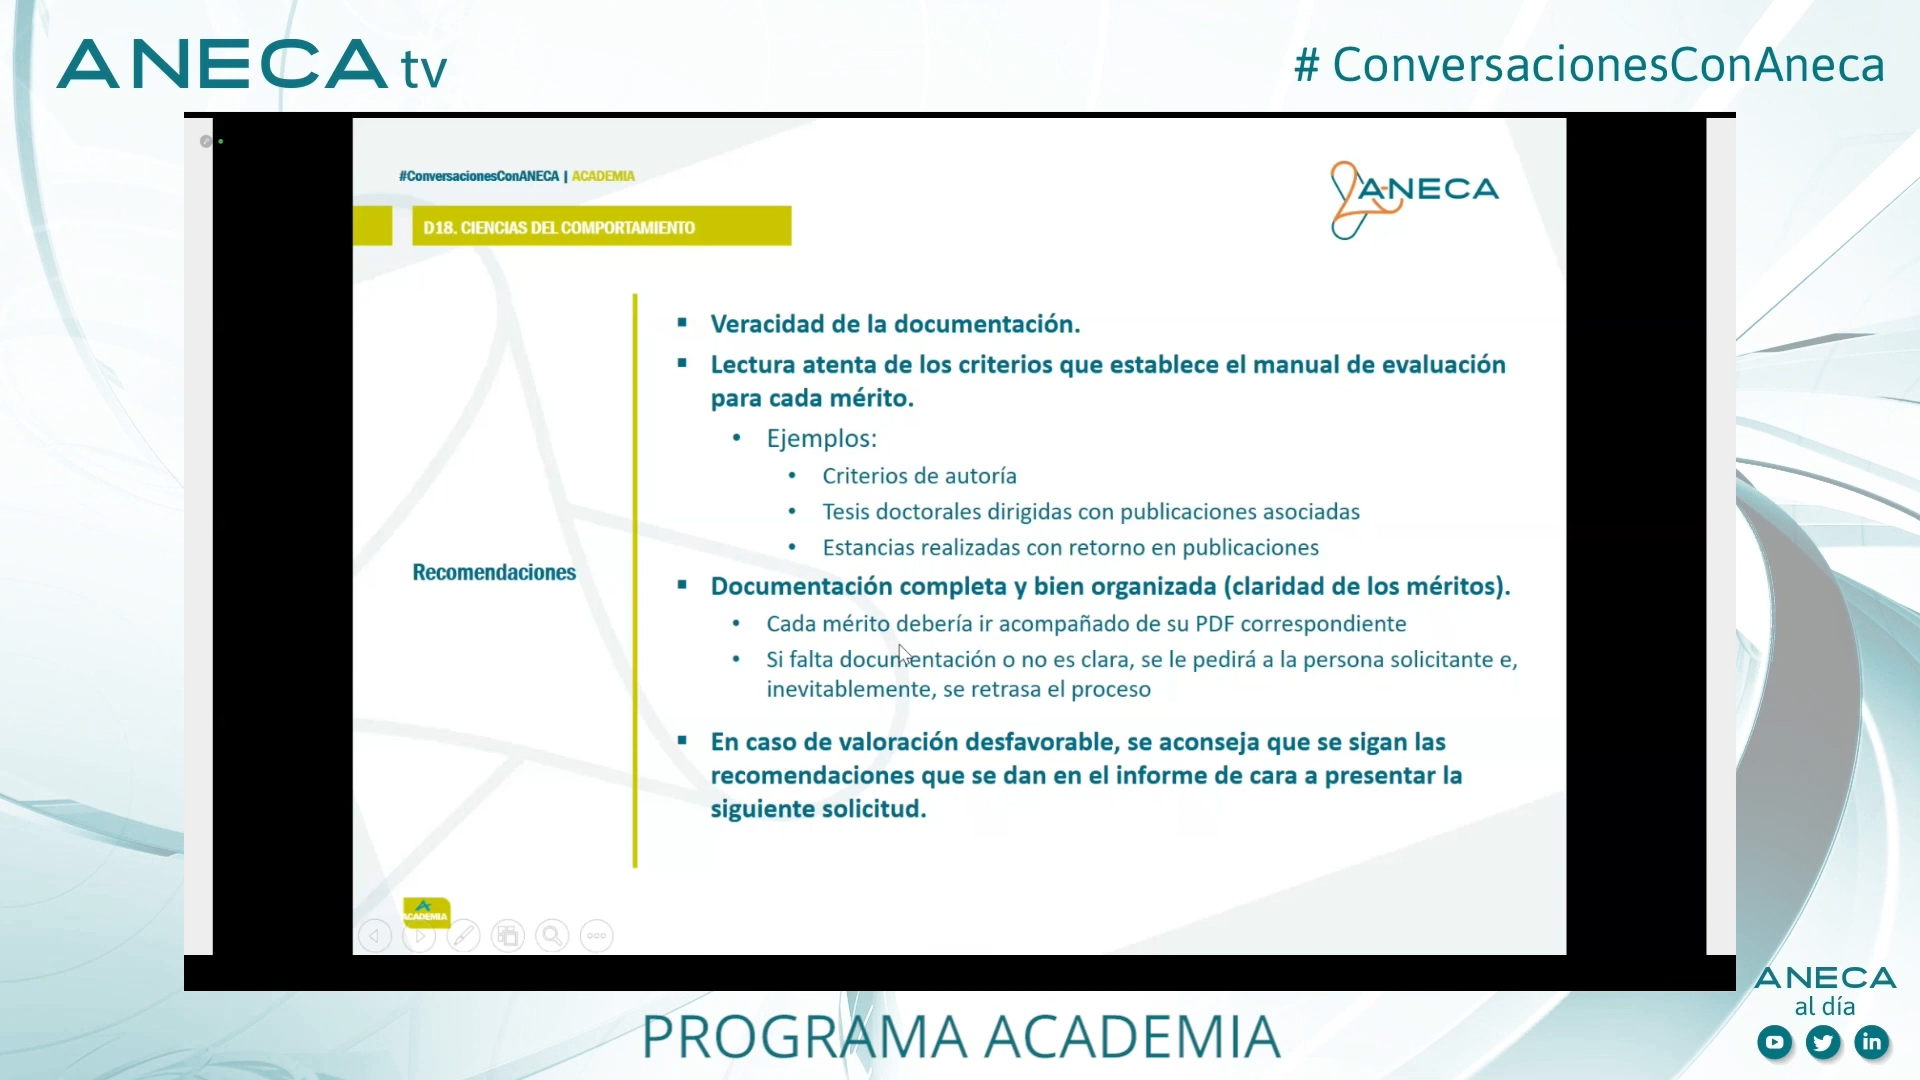 ANECA tv
# ConversacionesConAneca
#ConversacionesConANECA | ACADEMIA
ANECA
D18. CIENCIAS DEL COMPORTAMIENTO
Recomendaciones
▪ Veracidad de la documentación.
▪ Lectura atenta de los criterios que establece el manual de evaluación
para cada mérito.
• Ejemplos:
• Criterios de autoría
• Tesis doctorales dirigidas con publicaciones asociadas
• Estancias realizadas con retorno en publicaciones
▪ Documentación completa y bien organizada (claridad de los méritos).
• Cada mérito debería ir acompañado de su PDF correspondiente
• Si falta documentación o no es clara, se le pedirá a la persona solicitante e,
inevitablemente, se retrasa el proceso
▪ En caso de valoración desfavorable, se aconseja que se sigan las
recomendaciones que se dan en el informe de cara a presentar la
siguiente solicitud.
ACADEMIA
PROGRAMA ACADEMIA
ANECA
al día
in